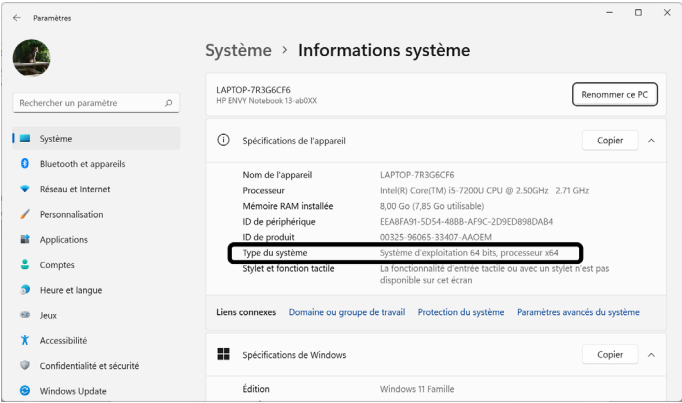 Paramètres
Système > Informations système
LAPTOP-7R3G6CF6
HP ENVY Notebook 13-ab0XX
Renommer ce PC
Rechercher un paramètre
Système
Bluetooth et appareils
Réseau et Internet
Personnalisation
Applications
Comptes
Heure et langue
Jeux
Accessibilité
Confidentialité et sécurité
Windows Update
Spécifications de l'appareil
Copier
Nom de l'appareil LAPTOP-7R3G6CF6
Processeur Intel(R) Core(TM) i5-7200U CPU @ 2.50GHz 2.71 GHz
Mémoire RAM installée 8,00 Go (7,85 Go utilisable)
ID de périphérique EEA8FA91-5D54-48BB-AF9C-2D9ED898DAB4
ID de produit 00325-96065-33407-AAOEM
Type du système Système d'exploitation 64 bits, processeur x64
Stylet et fonction tactile La fonctionnalité d'entrée tactile ou avec un stylet n'est pas
disponible sur cet écran
Liens connexes Domaine ou groupe de travail Protection du système Paramètres avancés du système
Spécifications de Windows
Copier
Édition Windows 11 Famille